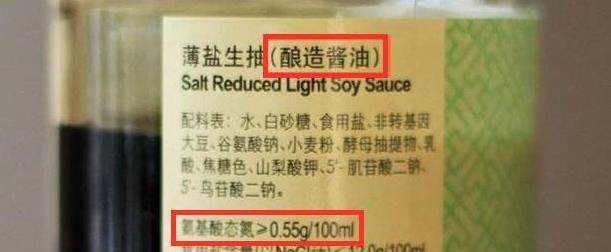 薄盐生抽(酿造酱油)
Salt Reduced Light Soy Sauce
配料表：水、白砂糖、食用盐、非转基因
大豆、谷氨酸钠、小麦粉、酵母抽提物、乳
酸、焦糖色、山梨酸钾、5'-肌苷酸二钠、
5'-鸟苷酸二钠。
氨基酸态氮≥0.55g/100ml